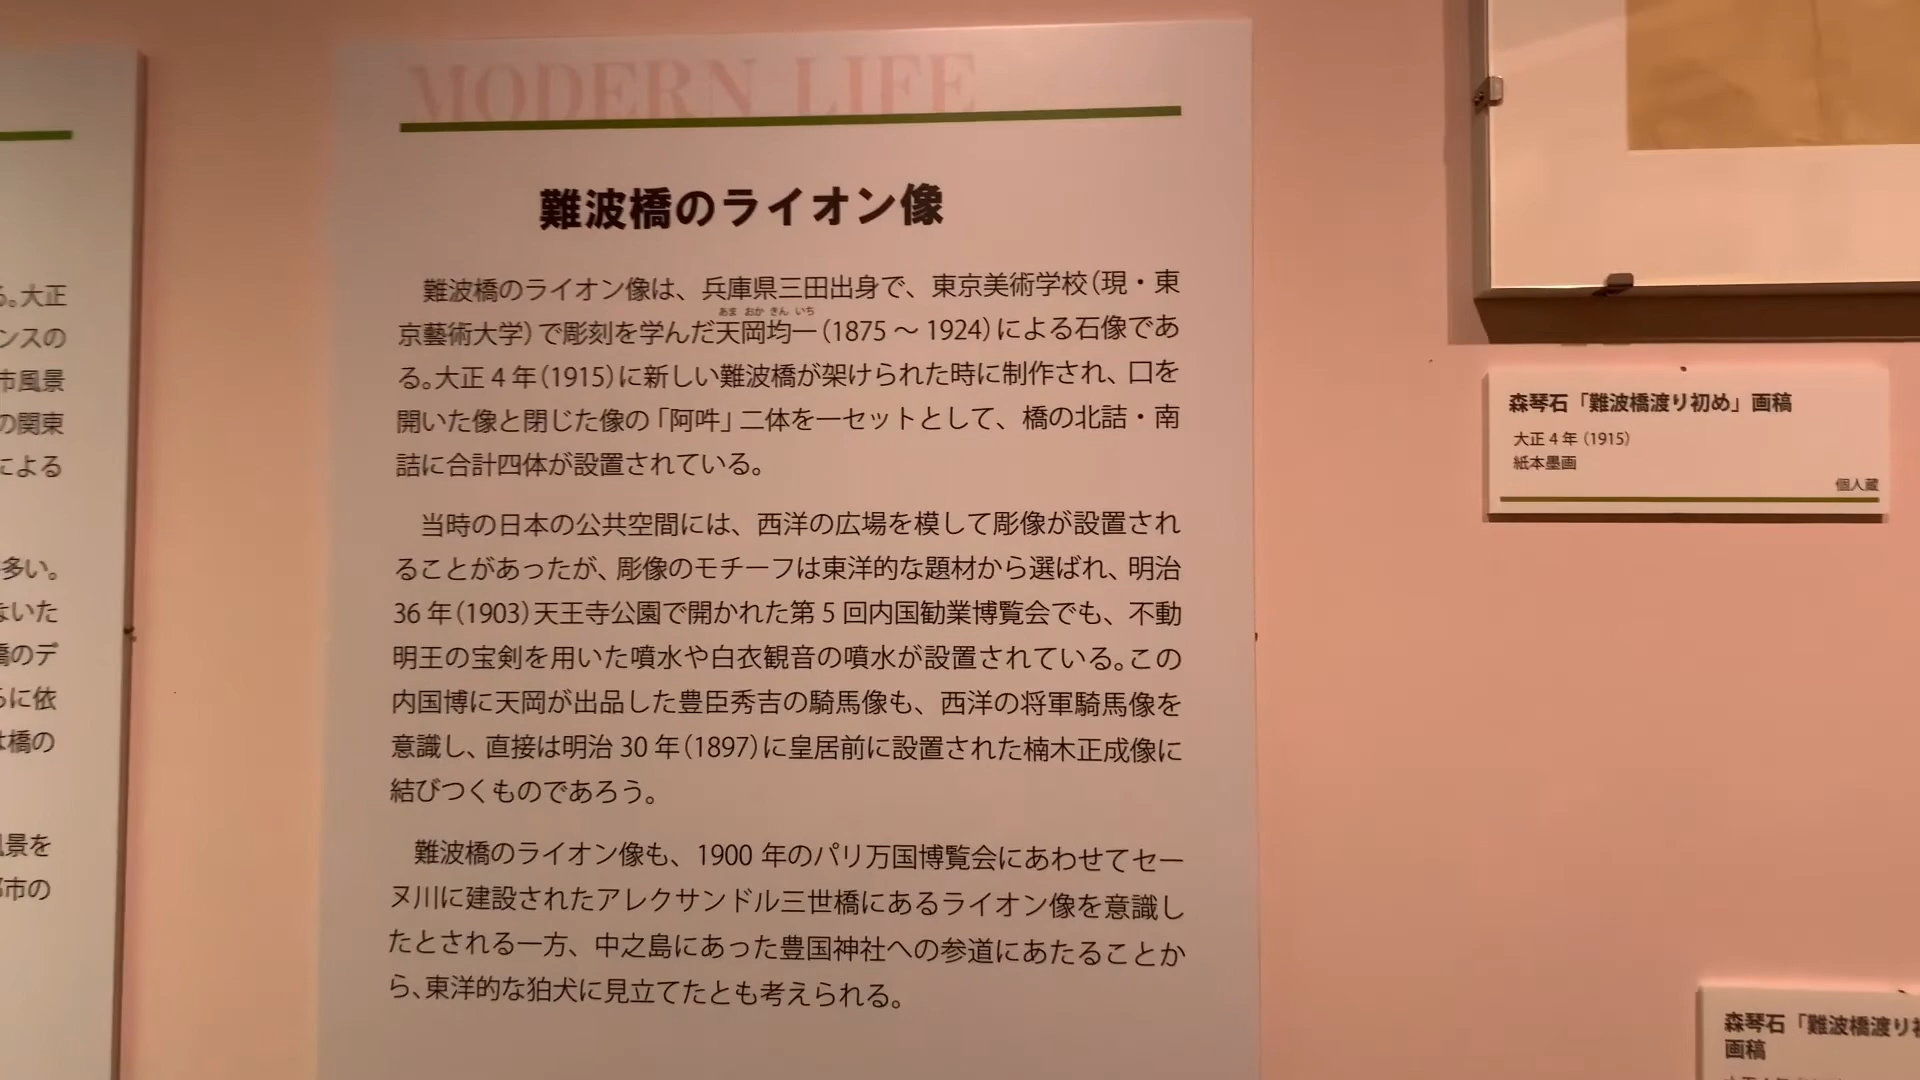 る。大正
ンスの
市風景
の関東
による
多い。
ないた
橋のデ
らに依
は橋の
風景を
都市の
MODERN LIFE
難波橋のライオン像
難波橋のライオン像は、兵庫県三田出身で、東京美術学校(現・東
あま おか きん いち
京藝術大学)で彫刻を学んだ天岡均一(1875 〜 1924)による石像であ
る。大正 4 年(1915)に新しい難波橋が架けられた時に制作され、口を
開いた像と閉じた像の「阿吽」二体を一セットとして、橋の北詰・南
詰に合計四体が設置されている。
当時の日本の公共空間には、西洋の広場を模して彫像が設置され
ることがあったが、彫像のモチーフは東洋的な題材から選ばれ、明治
36 年(1903)天王寺公園で開かれた第 5 回内国勧業博覧会でも、不動
明王の宝剣を用いた噴水や白衣観音の噴水が設置されている。この
内国博に天岡が出品した豊臣秀吉の騎馬像も、西洋の将軍騎馬像を
意識し、直接は明治 30 年(1897)に皇居前に設置された楠木正成像に
結びつくものであろう。
難波橋のライオン像も、1900 年のパリ万国博覧会にあわせてセー
ヌ川に建設されたアレクサンドル三世橋にあるライオン像を意識し
たとされる一方、中之島にあった豊国神社への参道にあたることか
ら、東洋的な狛犬に見立てたとも考えられる。
森琴石「難波橋渡り初め」画稿
大正 4 年(1915)
紙本墨画
個人蔵
森琴石「難波橋渡り初
画稿